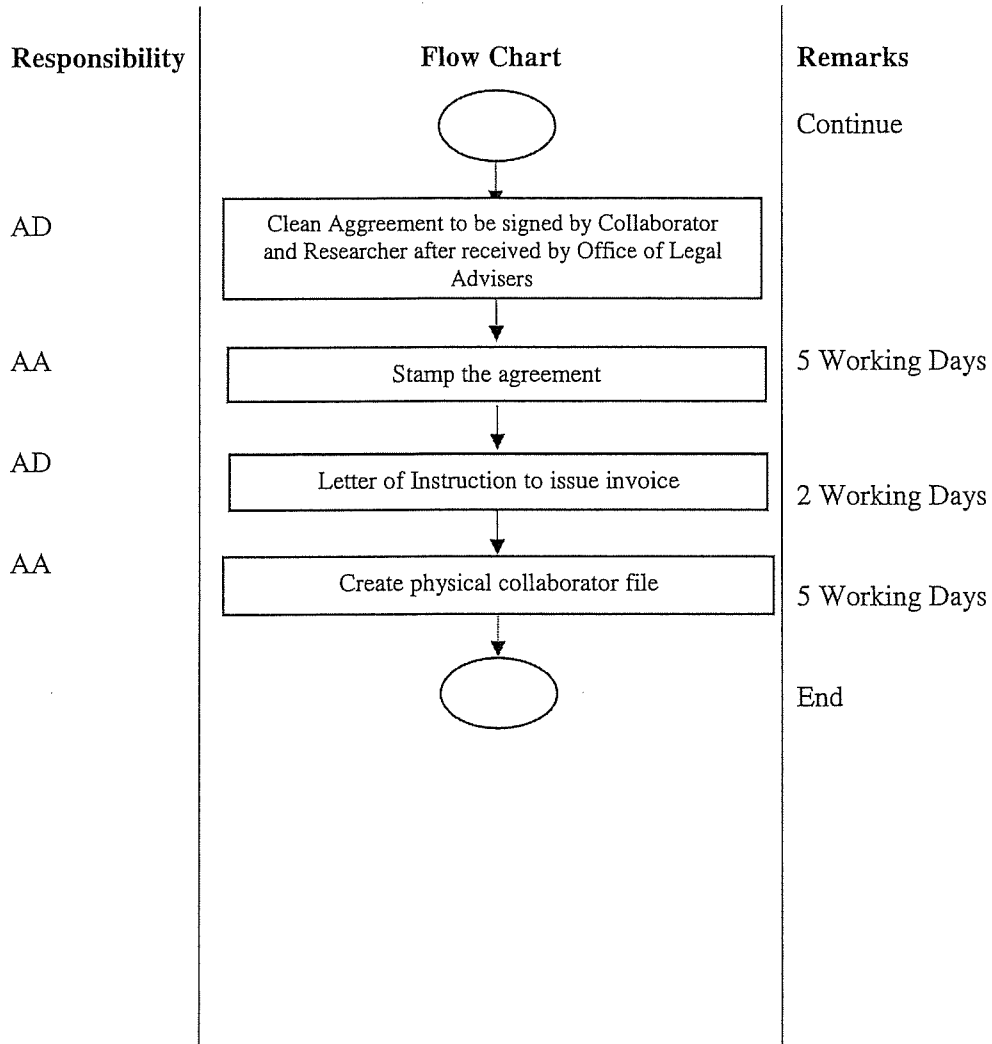 Responsibility Flow Chart Remarks
Continue
AD
Clean Aggreement to be signed by Collaborator
and Researcher after received by Office of Legal
Advisers
AA Stamp the agreement 5 Working Days
AD Letter of Instruction to issue invoice 2 Working Days
AA Create physical collaborator file 5 Working Days
End